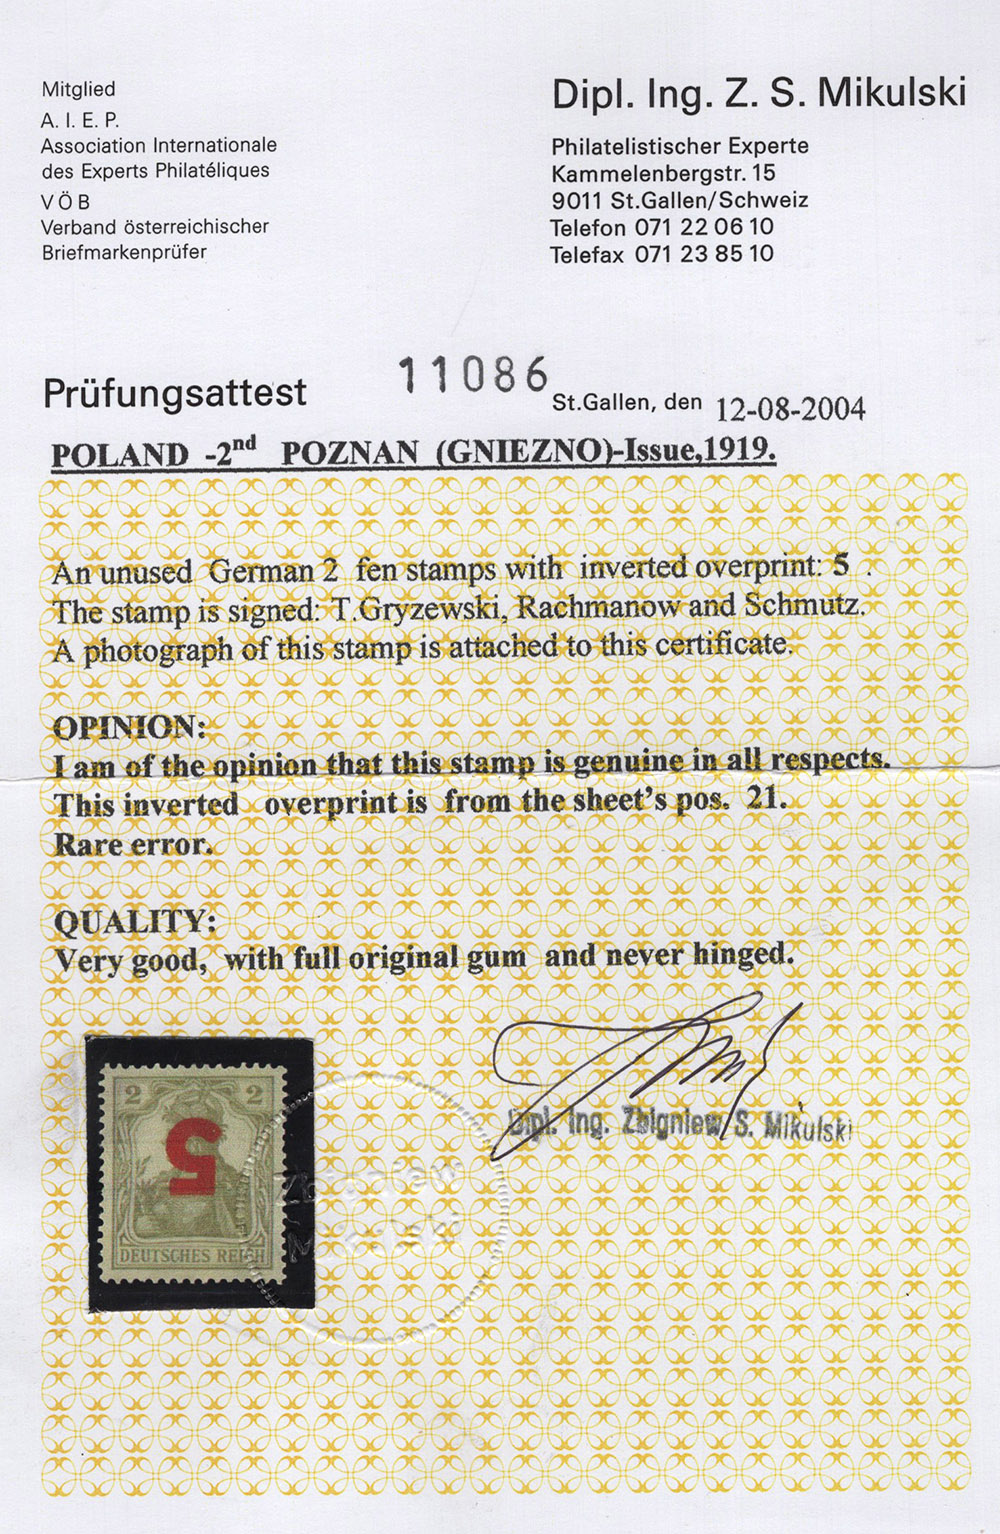 Mitglied
A. I. E. P.
Association Internationale
des Experts Philatéliques
V Ö B
Verband österreichischer
Briefmarkenprüfer
Dipl. Ing. Z. S. Mikulski
Philatelistischer Experte
Kammelenbergstr. 15
9011 St.Gallen/Schweiz
Telefon 071 22 06 10
Telefax 071 23 85 10
Prüfungsattest
11086
St.Gallen, den 12-08-2004
POLAND -2nd POZNAN (GNIEZNO)-Issue,1919.
An unused German 2 fen stamps with inverted overprint: 5 .
The stamp is signed: T.Gryzewski, Rachmanow and Schmutz.
A photograph of this stamp is attached to this certificate.
OPINION:
I am of the opinion that this stamp is genuine in all respects.
This inverted overprint is from the sheet's pos. 21.
Rare error.
QUALITY:
Very good, with full original gum and never hinged.
Dipl. Ing. Zbigniew S. Mikulski
2 2
5
DEUTSCHES REICH
Zbigniew
Mikulski